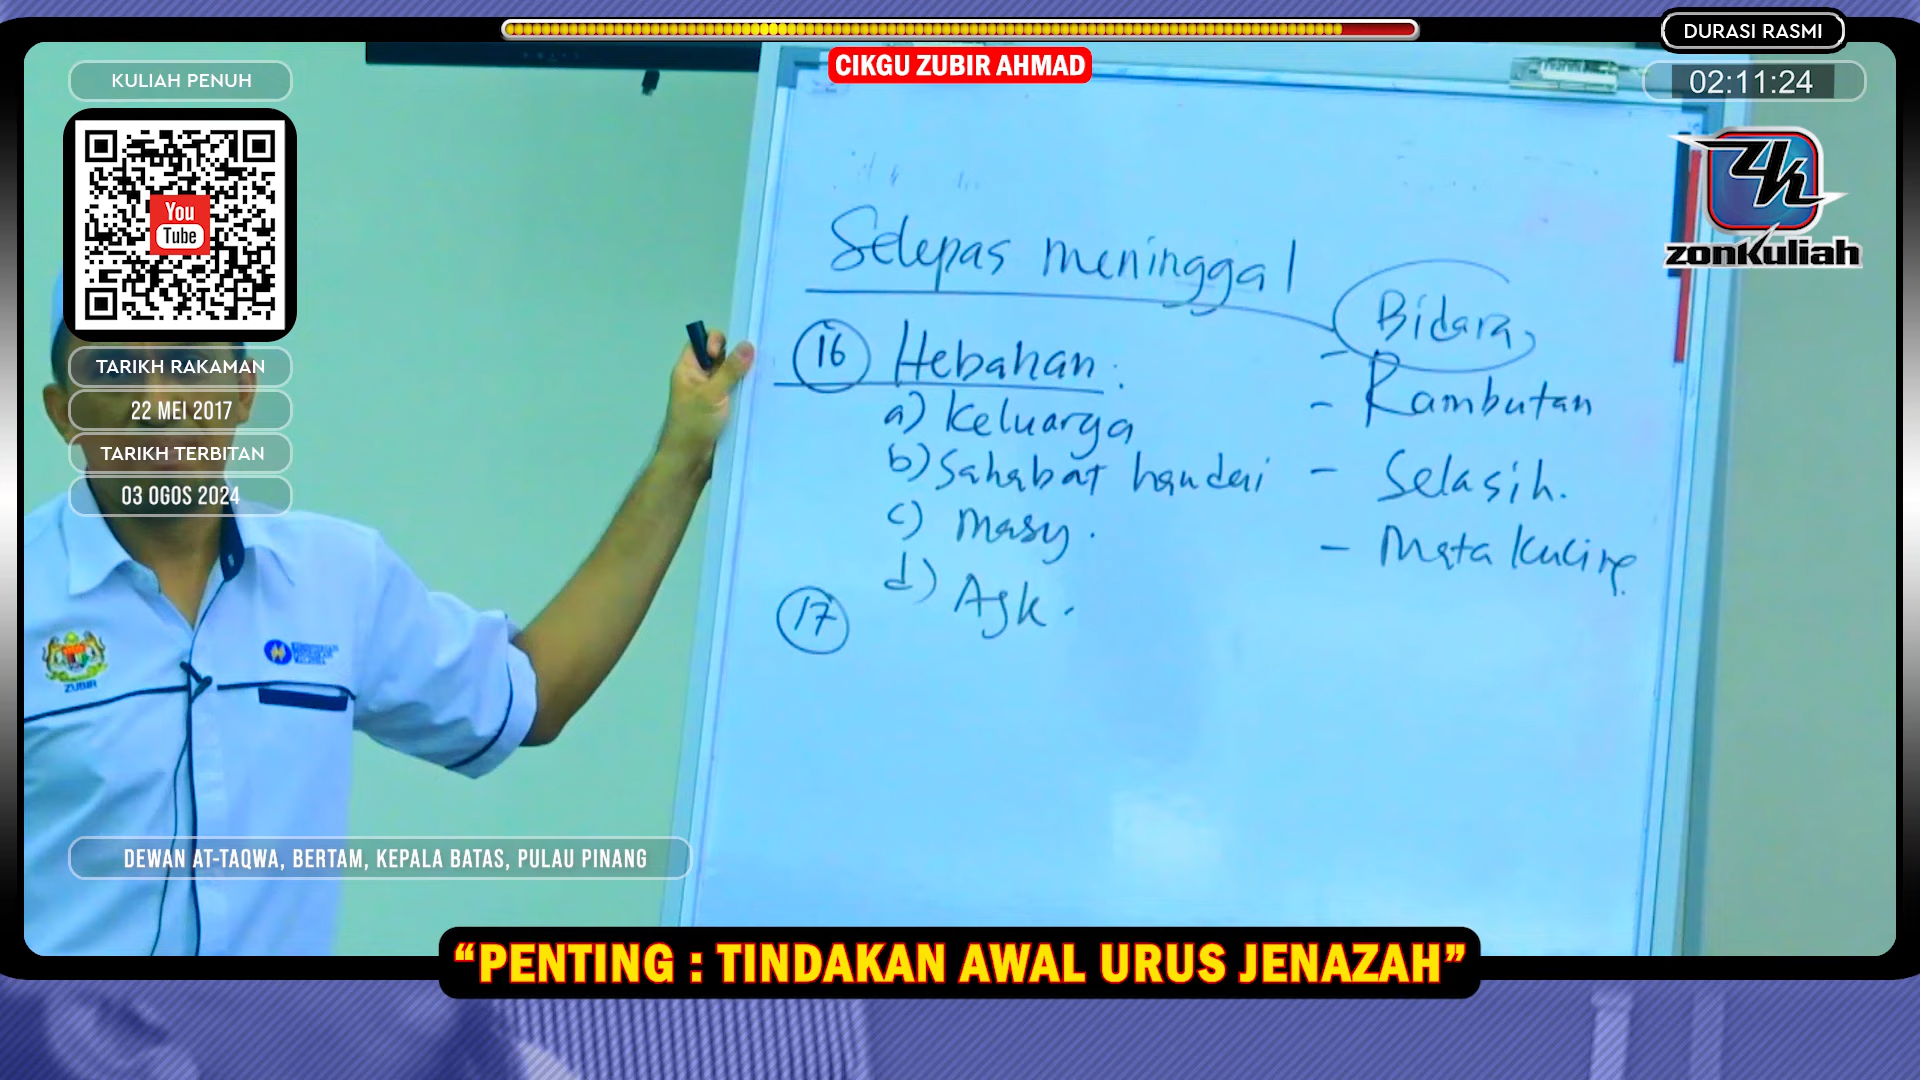 DURASI RASMI
KULIAH PENUH
CIKGU ZUBIR AHMAD
02:11:24
You
Tube
zonkuliah
TARIKH RAKAMAN
22 MEI 2017
TARIKH TERBITAN
03 OGOS 2024
Selepas meninggal
Bidara
16 Hebahan :
- Rambutan
a) Keluarga
b) Sahabat handai
- Selasih.
c) Masy.
- Mata Kucing
d) Ajk.
17
ZUBIR
DEWAN AT-TAQWA, BERTAM, KEPALA BATAS, PULAU PINANG
“PENTING : TINDAKAN AWAL URUS JENAZAH”